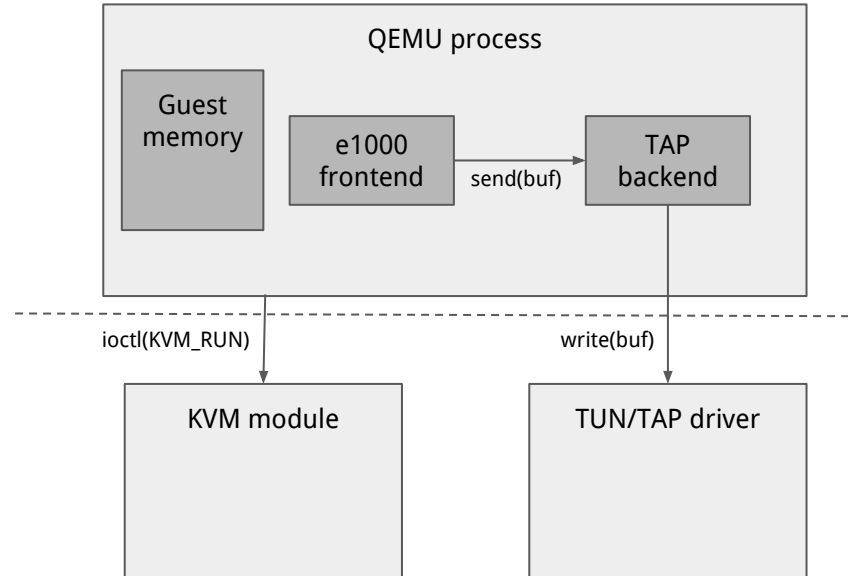 QEMU process
Guest
memory
e1000
frontend
send(buf)
TAP
backend
ioctl(KVM_RUN)
write(buf)
KVM module
TUN/TAP driver